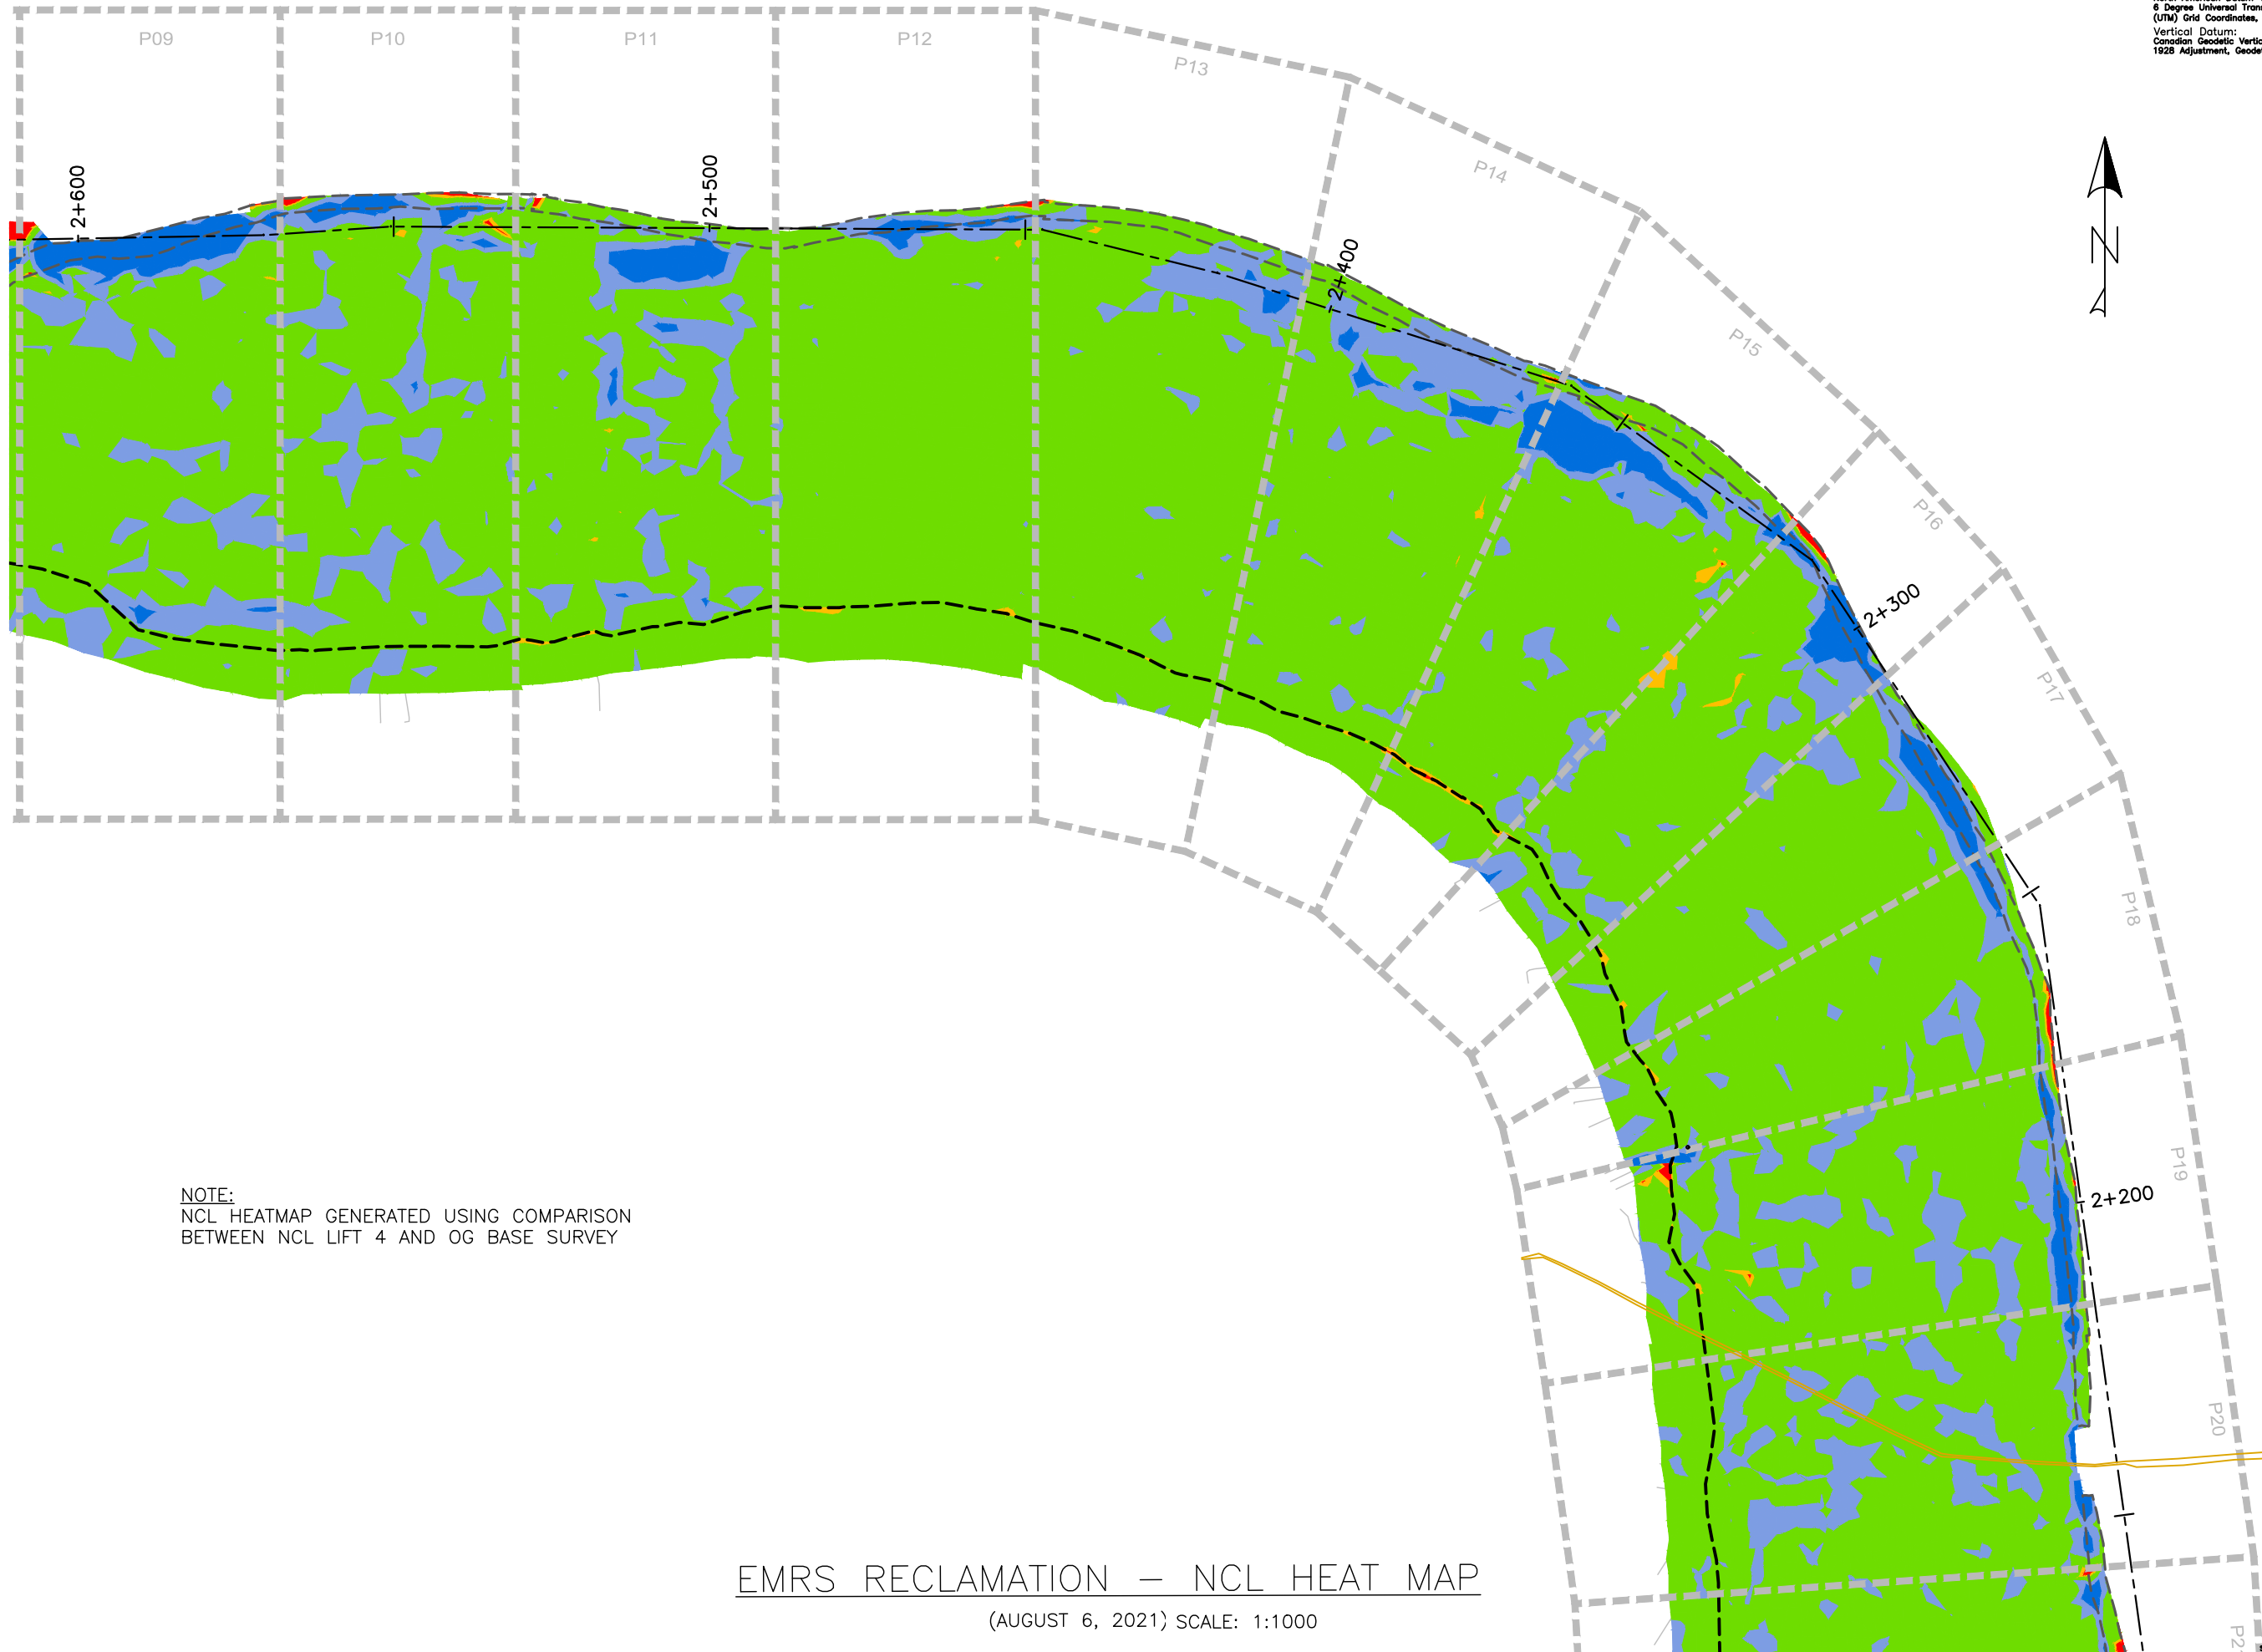 P09
P10
P11
P12
P13
P14
P15
P16
P17
P18
P19
P20
6 Degree Universal
(UTM) Grid Coordinates,
Vertical Datum:
Canadian Geodetic
1928 Adjustment,
2+600
2+500
2+400
2+300
2+200
N
NOTE:
NCL HEATMAP GENERATED USING COMPARISON
BETWEEN NCL LIFT 4 AND OG BASE SURVEY
EMRS RECLAMATION – NCL HEAT MAP
(AUGUST 6, 2021) SCALE: 1:1000